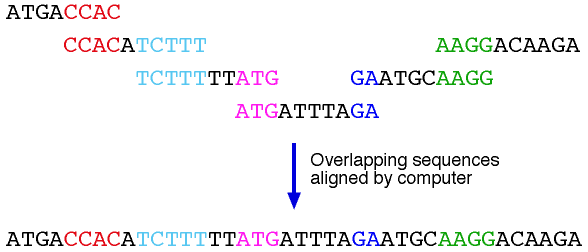 ATGACCAC
CCACATCTTT AAGGACAAGA
TCTTTTTATG GAATGCAAGG
ATGATTTAGA
Overlapping sequences
aligned by computer
ATGACCACATCTTTTTATGATTTAGAATGCAAGGACAAGA